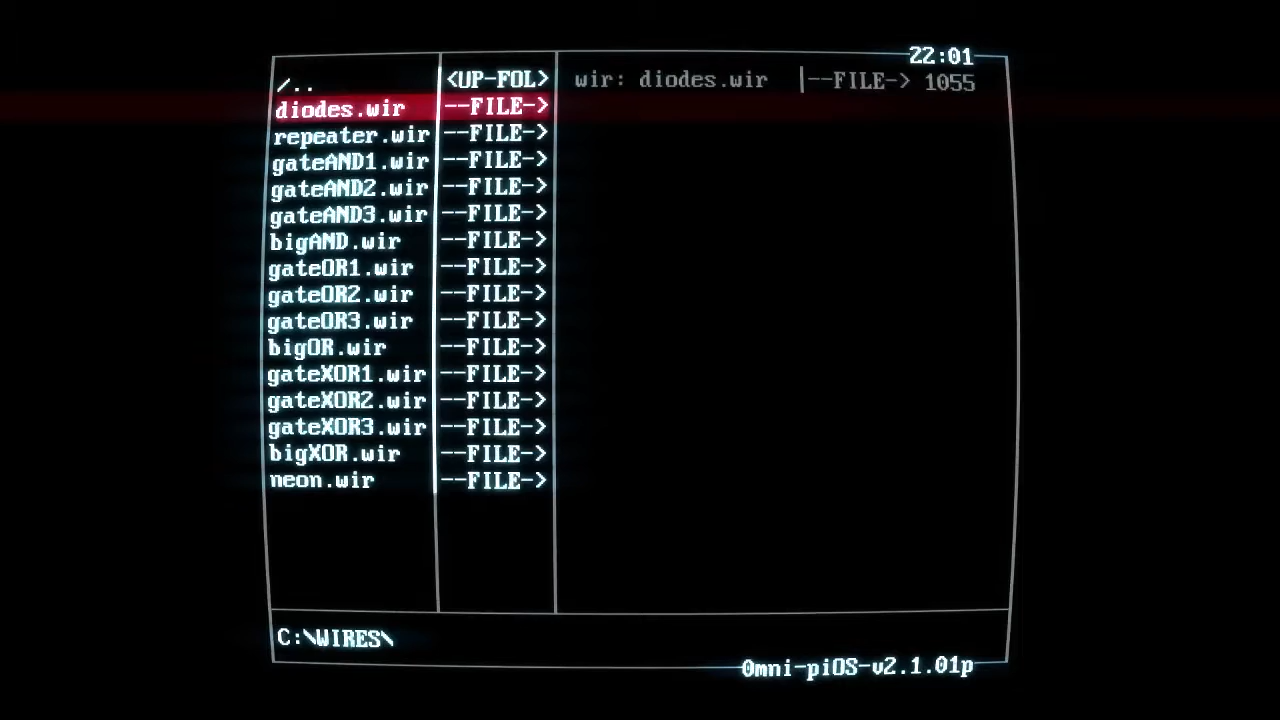 22:01
/.. <UP-FOL> wir: diodes.wir |--FILE-> 1055
diodes.wir --FILE->
repeater.wir --FILE->
gateAND1.wir --FILE->
gateAND2.wir --FILE->
gateAND3.wir --FILE->
bigAND.wir --FILE->
gateOR1.wir --FILE->
gateOR2.wir --FILE->
gateOR3.wir --FILE->
bigOR.wir --FILE->
gateXOR1.wir --FILE->
gateXOR2.wir --FILE->
gateXOR3.wir --FILE->
bigXOR.wir --FILE->
neon.wir --FILE->
C:\WIRES\
0mni-piOS-v2.1.01p